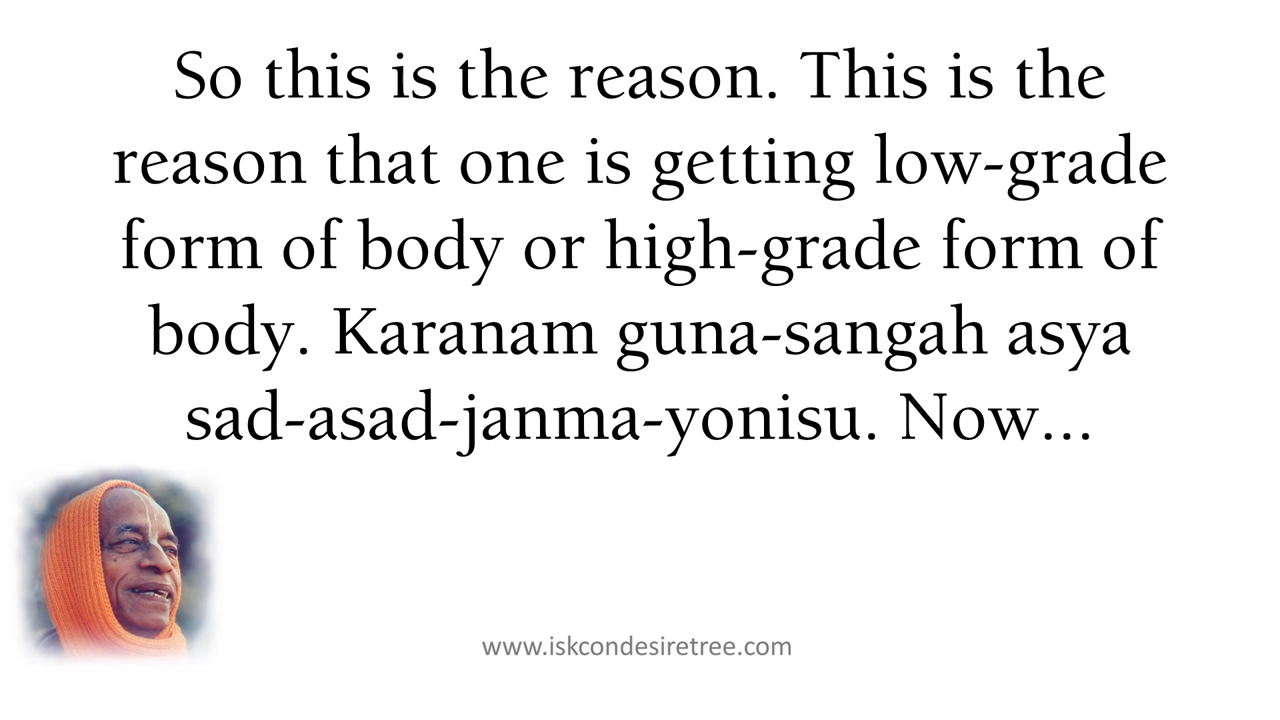 So this is the reason. This is the
reason that one is getting low-grade
form of body or high-grade form of
body. Karanam guna-sangah asya
sad-asad-janma-yonisu. Now...
www.iskcondesiretree.com